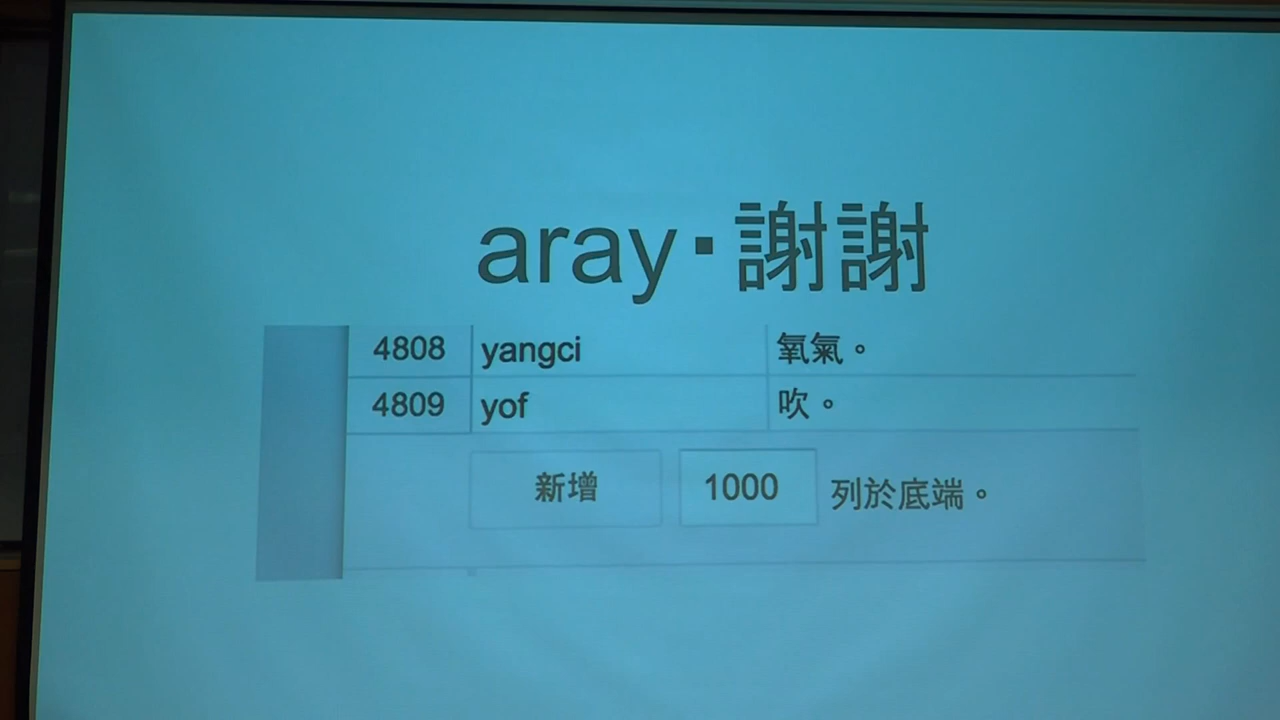 aray·謝謝
4808 yangci 氧氣。
4809 yof 吹。
新增 1000 列於底端。